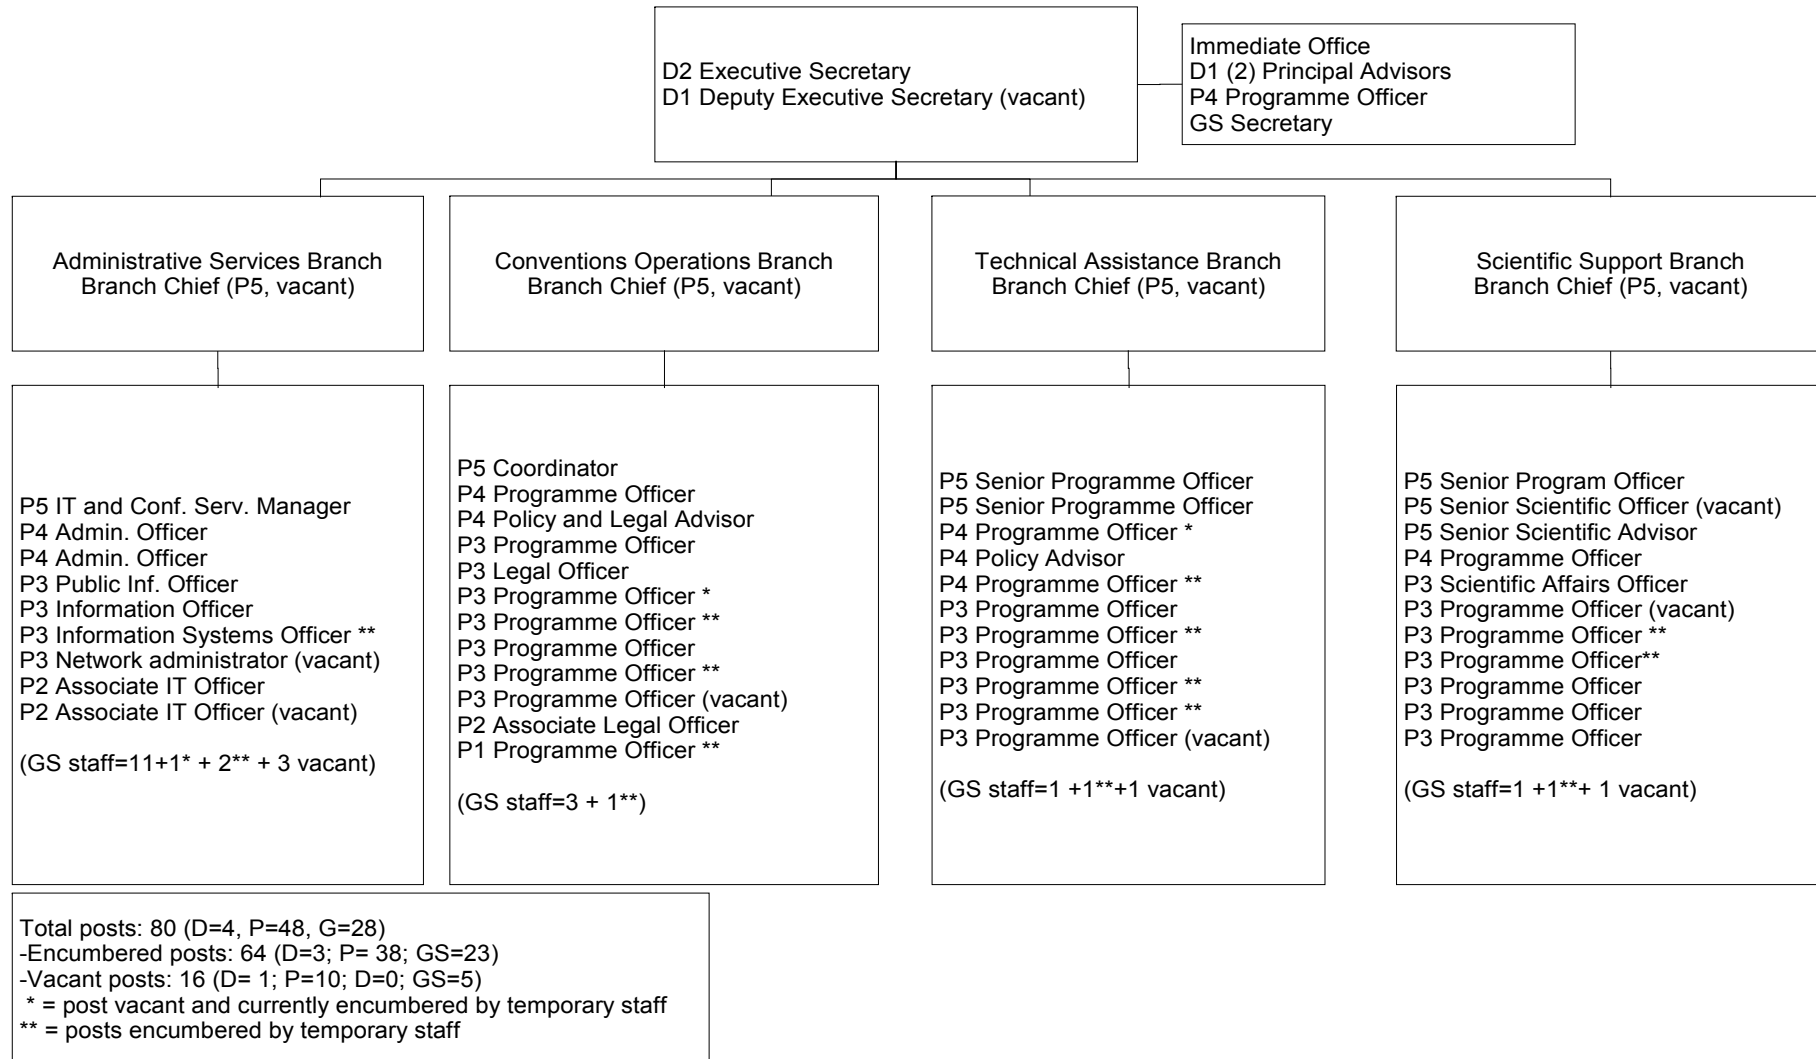 D2 Executive Secretary
D1 Deputy Executive Secretary (vacant)
Immediate Office
D1 (2) Principal Advisors
P4 Programme Officer
GS Secretary
Administrative Services Branch
Branch Chief (P5, vacant)
Conventions Operations Branch
Branch Chief (P5, vacant)
Technical Assistance Branch
Branch Chief (P5, vacant)
Scientific Support Branch
Branch Chief (P5, vacant)
P5 IT and Conf. Serv. Manager
P4 Admin. Officer
P4 Admin. Officer
P3 Public Inf. Officer
P3 Information Officer
P3 Information Systems Officer **
P3 Network administrator (vacant)
P2 Associate IT Officer
P2 Associate IT Officer (vacant)
(GS staff=11+1* + 2** + 3 vacant)
P5 Coordinator
P4 Programme Officer
P4 Policy and Legal Advisor
P3 Programme Officer
P3 Legal Officer
P3 Programme Officer *
P3 Programme Officer **
P3 Programme Officer
P3 Programme Officer **
P3 Programme Officer (vacant)
P2 Associate Legal Officer
P1 Programme Officer **
(GS staff=3 + 1**)
P5 Senior Programme Officer
P5 Senior Programme Officer
P4 Programme Officer *
P4 Policy Advisor
P4 Programme Officer **
P3 Programme Officer
P3 Programme Officer **
P3 Programme Officer
P3 Programme Officer **
P3 Programme Officer **
P3 Programme Officer (vacant)
(GS staff=1 +1**+1 vacant)
P5 Senior Program Officer
P5 Senior Scientific Officer (vacant)
P5 Senior Scientific Advisor
P4 Programme Officer
P3 Scientific Affairs Officer
P3 Programme Officer (vacant)
P3 Programme Officer **
P3 Programme Officer**
P3 Programme Officer
P3 Programme Officer
P3 Programme Officer
(GS staff=1 +1**+ 1 vacant)
Total posts: 80 (D=4, P=48, G=28)
-Encumbered posts: 64 (D=3; P= 38; GS=23)
-Vacant posts: 16 (D= 1; P=10; D=0; GS=5)
* = post vacant and currently encumbered by temporary staff
** = posts encumbered by temporary staff